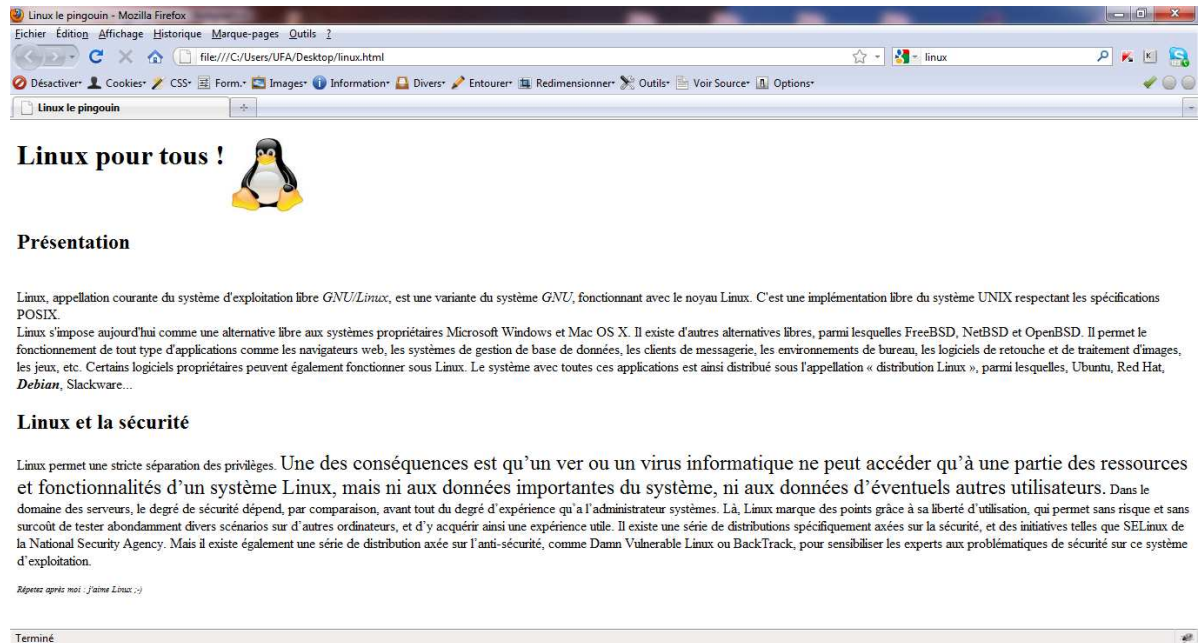 Linux le pingouin - Mozilla Firefox
Fichier Édition Affichage Historique Marque-pages Outils ?
file:///C:/Users/UFA/Desktop/linux.html
linux
Désactiver Cookies CSS Form. Images Information Divers Entourer Redimensionner Outils Voir Source Options
Linux le pingouin
Linux pour tous !
Présentation
Linux, appellation courante du système d'exploitation libre GNU/Linux, est une variante du système GNU, fonctionnant avec le noyau Linux. C'est une implémentation libre du système UNIX respectant les spécifications
POSIX.
Linux s'impose aujourd'hui comme une alternative libre aux systèmes propriétaires Microsoft Windows et Mac OS X. Il existe d'autres alternatives libres, parmi lesquelles FreeBSD, NetBSD et OpenBSD. Il permet le
fonctionnement de tout type d'applications comme les navigateurs web, les systèmes de gestion de base de données, les clients de messagerie, les environnements de bureau, les logiciels de retouche et de traitement d'images,
les jeux, etc. Certains logiciels propriétaires peuvent également fonctionner sous Linux. Le système avec toutes ces applications est ainsi distribué sous l'appellation « distribution Linux », parmi lesquelles, Ubuntu, Red Hat,
Debian, Slackware...
Linux et la sécurité
Linux permet une stricte séparation des privilèges. Une des conséquences est qu’un ver ou un virus informatique ne peut accéder qu’à une partie des ressources
et fonctionnalités d’un système Linux, mais ni aux données importantes du système, ni aux données d’éventuels autres utilisateurs. Dans le
domaine des serveurs, le degré de sécurité dépend, par comparaison, avant tout du degré d’expérience qu’a l’administrateur systèmes. Là, Linux marque des points grâce à sa liberté d’utilisation, qui permet sans risque et sans
surcoût de tester abondamment divers scénarios sur d’autres ordinateurs, et d’y acquérir ainsi une expérience utile. Il existe une série de distributions spécifiquement axées sur la sécurité, et des initiatives telles que SELinux de
la National Security Agency. Mais il existe également une série de distribution axée sur l’anti-sécurité, comme Damn Vulnerable Linux ou BackTrack, pour sensibiliser les experts aux problématiques de sécurité sur ce système
d’exploitation.
Répetez après moi : j'aime Linux ;-)
Terminé